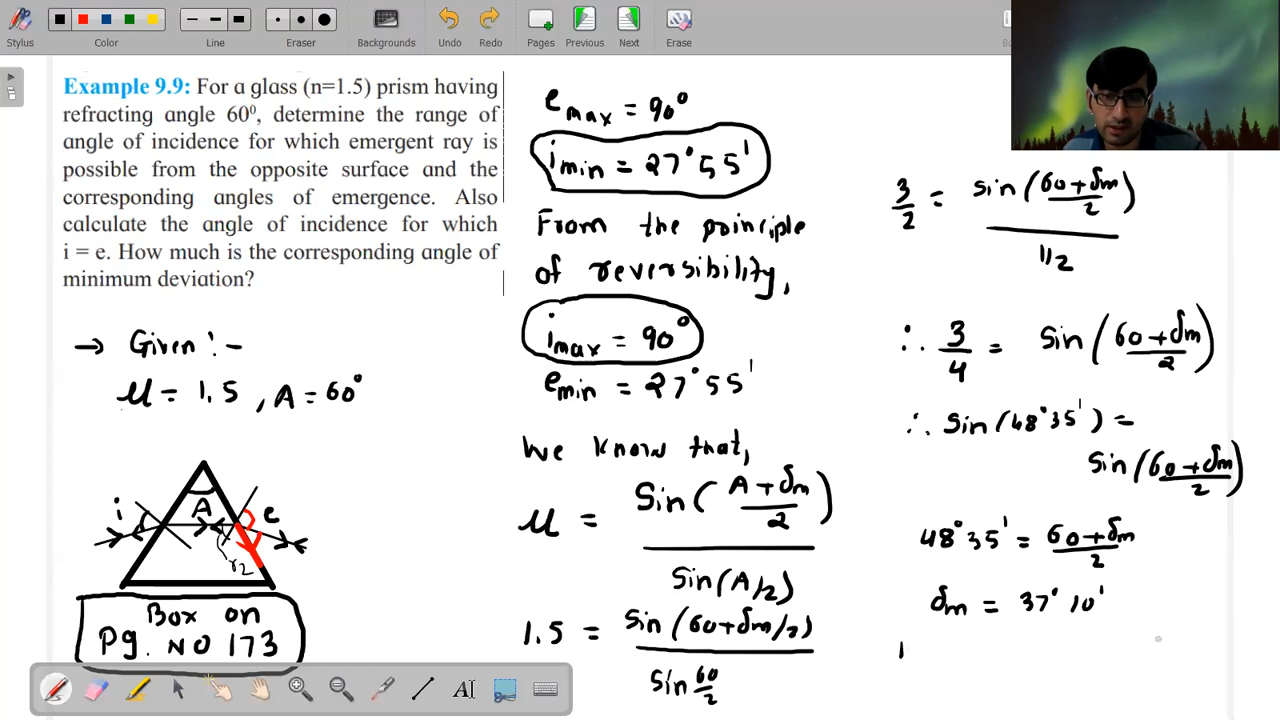 Stylus
Color
Line
Eraser
Backgrounds
Undo
Redo
Pages
Previous
Next
Erase
Example 9.9: For a glass (n=1.5) prism having
refracting angle 60⁰, determine the range of
angle of incidence for which emergent ray is
possible from the opposite surface and the
corresponding angles of emergence. Also
calculate the angle of incidence for which
i = e. How much is the corresponding angle of
minimum deviation?
→ Given :-
μ = 1.5 , A = 60°
i
A
e
r₂
Box on
Pg. NO 173
e max = 90°
i min = 27°55'
From the principle
of reversibility,
i max = 90°
e min = 27°55'
We know that,
μ = Sin( A+δm / 2 ) / Sin(A/2)
1.5 = Sin (60+δm/2) / Sin 60/2
3/2 = Sin (60+δm / 2) / 1/2
∴ 3/4 = Sin (60+δm / 2)
∴ Sin (48°35') =
Sin (60+δm / 2)
48°35' = 60+δm / 2
δm = 37°10'